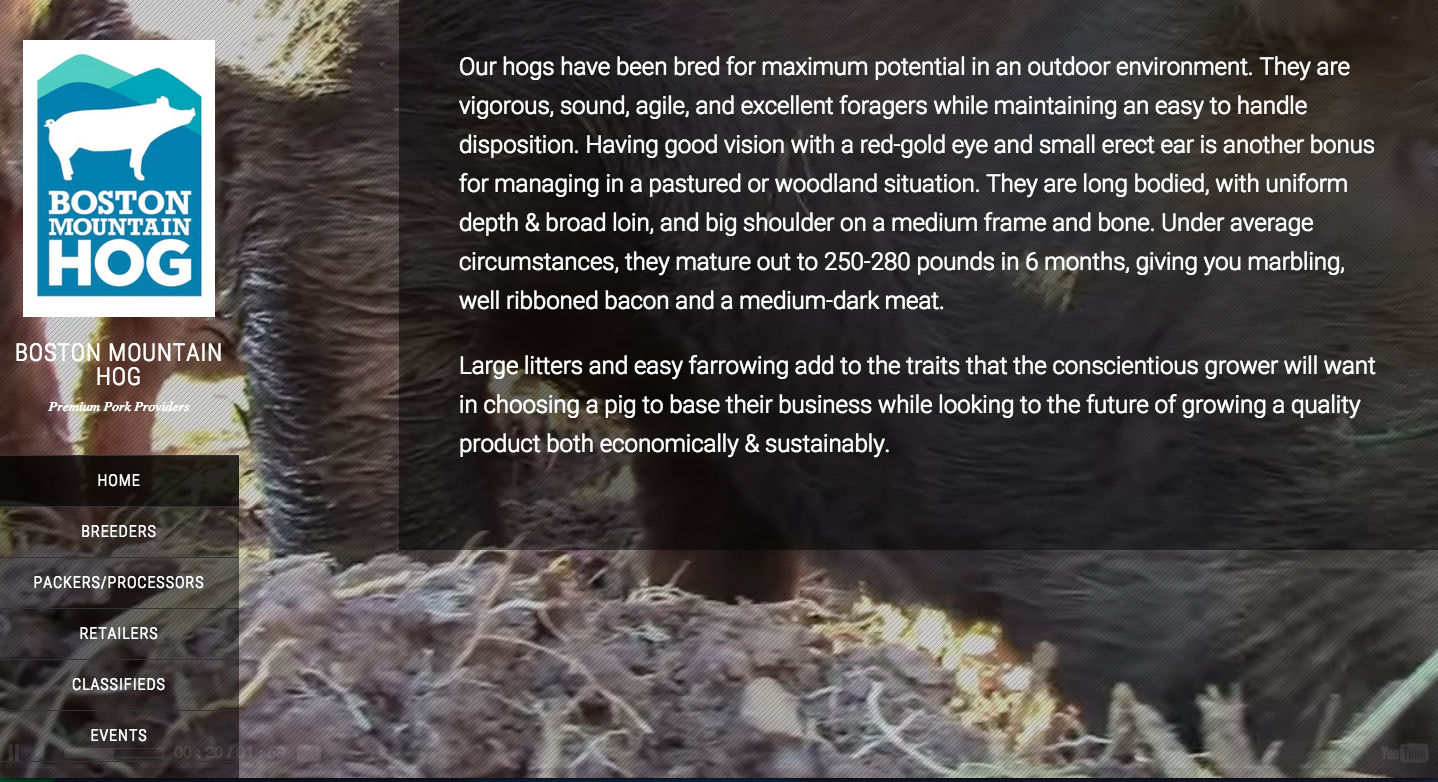 BOSTON
MOUNTAIN
HOG
BOSTON MOUNTAIN
HOG
Premium Pork Providers
HOME
BREEDERS
PACKERS/PROCESSORS
RETAILERS
CLASSIFIEDS
EVENTS
Our hogs have been bred for maximum potential in an outdoor environment. They are
vigorous, sound, agile, and excellent foragers while maintaining an easy to handle
disposition. Having good vision with a red-gold eye and small erect ear is another bonus
for managing in a pastured or woodland situation. They are long bodied, with uniform
depth & broad loin, and big shoulder on a medium frame and bone. Under average
circumstances, they mature out to 250-280 pounds in 6 months, giving you marbling,
well ribboned bacon and a medium-dark meat.
Large litters and easy farrowing add to the traits that the conscientious grower will want
in choosing a pig to base their business while looking to the future of growing a quality
product both economically & sustainably.
YouTube